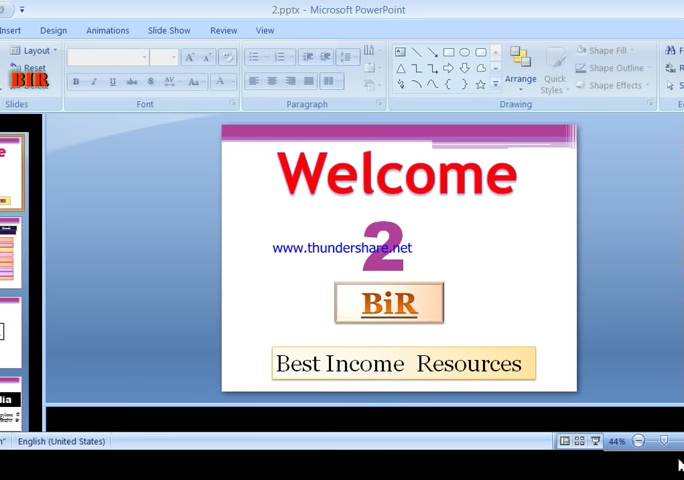 2.pptx - Microsoft PowerPoint
Insert Design Animations Slide Show Review View
Layout
Reset
BIR
Slides
Font
Paragraph
Arrange
Quick Styles
Shape Fill
Shape Outline
Shape Effects
Drawing
Welcome
2
www.thundershare.net
BiR
Best Income Resources
English (United States)
44%